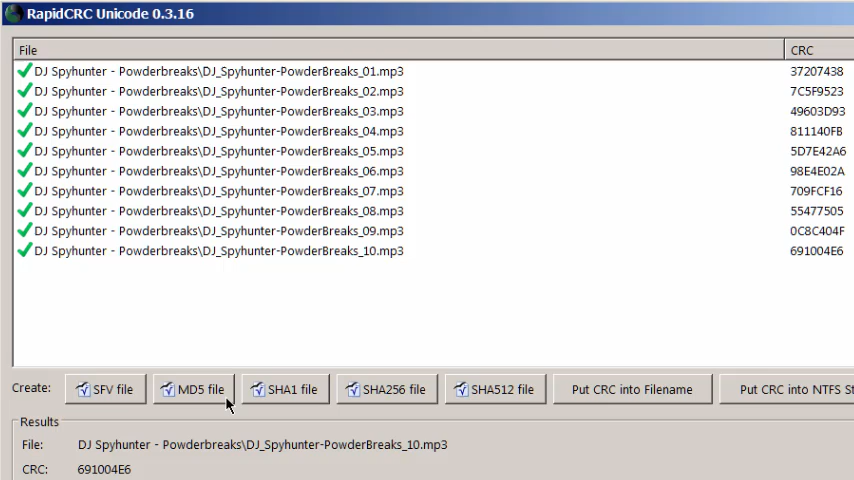 RapidCRC Unicode 0.3.16
File CRC
DJ Spyhunter - Powderbreaks\DJ_Spyhunter-PowderBreaks_01.mp3 37207438
DJ Spyhunter - Powderbreaks\DJ_Spyhunter-PowderBreaks_02.mp3 7C5F9523
DJ Spyhunter - Powderbreaks\DJ_Spyhunter-PowderBreaks_03.mp3 49603D93
DJ Spyhunter - Powderbreaks\DJ_Spyhunter-PowderBreaks_04.mp3 811140FB
DJ Spyhunter - Powderbreaks\DJ_Spyhunter-PowderBreaks_05.mp3 5D7E42A6
DJ Spyhunter - Powderbreaks\DJ_Spyhunter-PowderBreaks_06.mp3 98E4E02A
DJ Spyhunter - Powderbreaks\DJ_Spyhunter-PowderBreaks_07.mp3 709FCF16
DJ Spyhunter - Powderbreaks\DJ_Spyhunter-PowderBreaks_08.mp3 55477505
DJ Spyhunter - Powderbreaks\DJ_Spyhunter-PowderBreaks_09.mp3 0C8C404F
DJ Spyhunter - Powderbreaks\DJ_Spyhunter-PowderBreaks_10.mp3 691004E6
Create: SFV file MD5 file SHA1 file SHA256 file SHA512 file Put CRC into Filename Put CRC into NTFS St
Results
File: DJ Spyhunter - Powderbreaks\DJ_Spyhunter-PowderBreaks_10.mp3
CRC: 691004E6